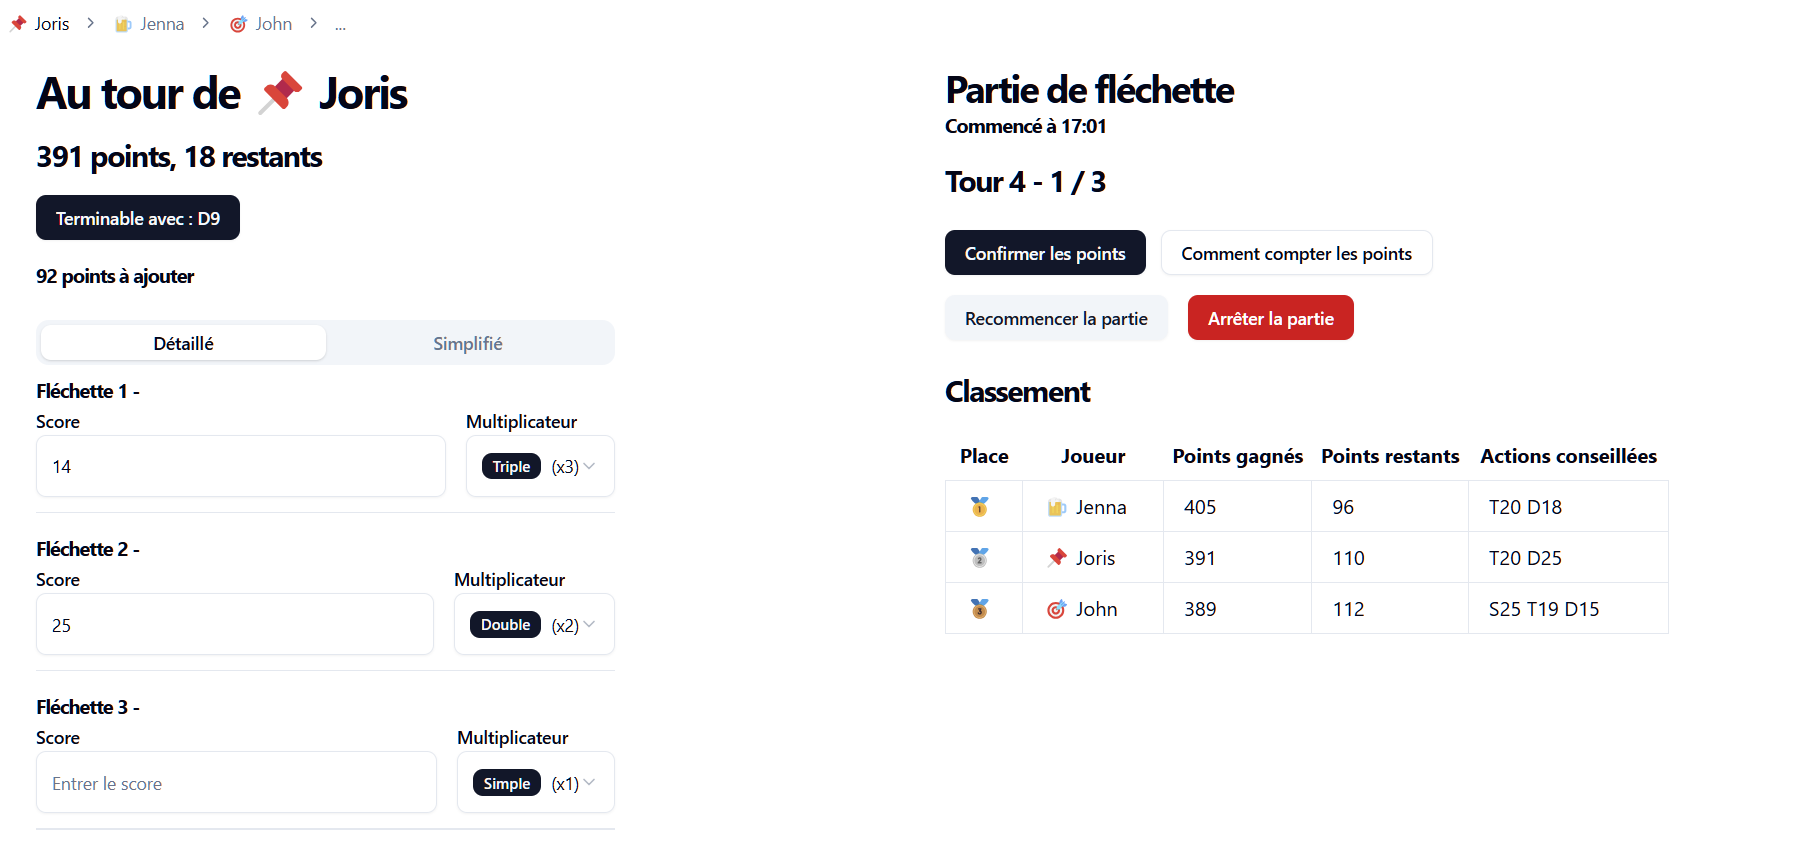 Joris > Jenna > John > ...
Au tour de Joris
391 points, 18 restants
Terminable avec : D9
92 points à ajouter
Détaillé Simplifié
Fléchette 1 -
Score Multiplicateur
14 Triple (x3)
Fléchette 2 -
Score Multiplicateur
25 Double (x2)
Fléchette 3 -
Score Multiplicateur
Entrer le score Simple (x1)
Partie de fléchette
Commencé à 17:01
Tour 4 - 1 / 3
Confirmer les points Comment compter les points
Recommencer la partie Arrêter la partie
Classement
Place Joueur Points gagnés Points restants Actions conseillées
1 Jenna 405 96 T20 D18
2 Joris 391 110 T20 D25
3 John 389 112 S25 T19 D15